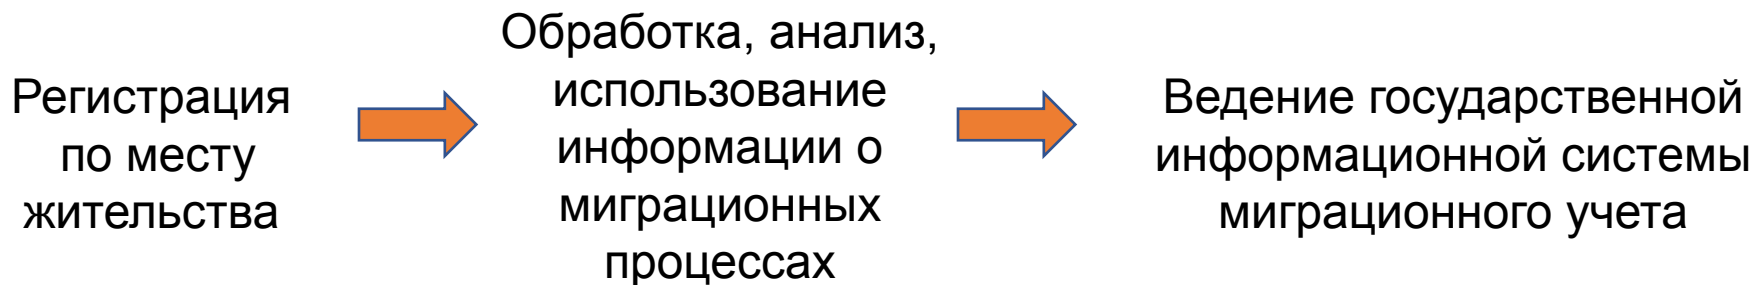 Регистрация
по месту
жительства
Обработка, анализ,
использование
информации о
миграционных
процессах
Ведение государственной
информационной системы
миграционного учета